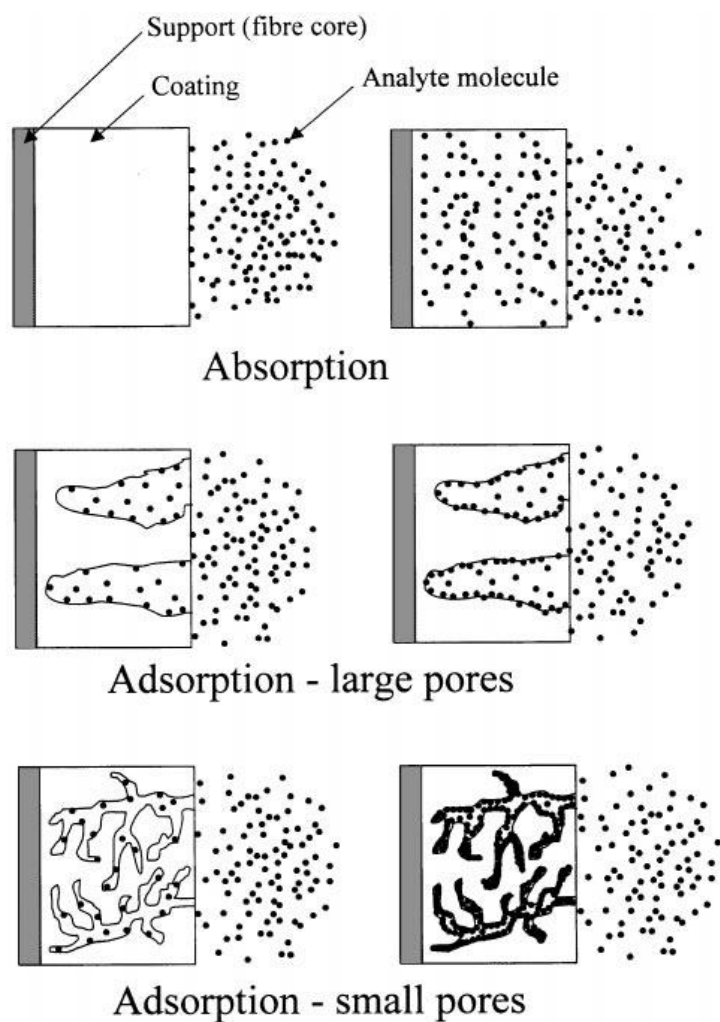 Support (fibre core)
Coating
Analyte molecule
Absorption
Adsorption - large pores
Adsorption - small pores